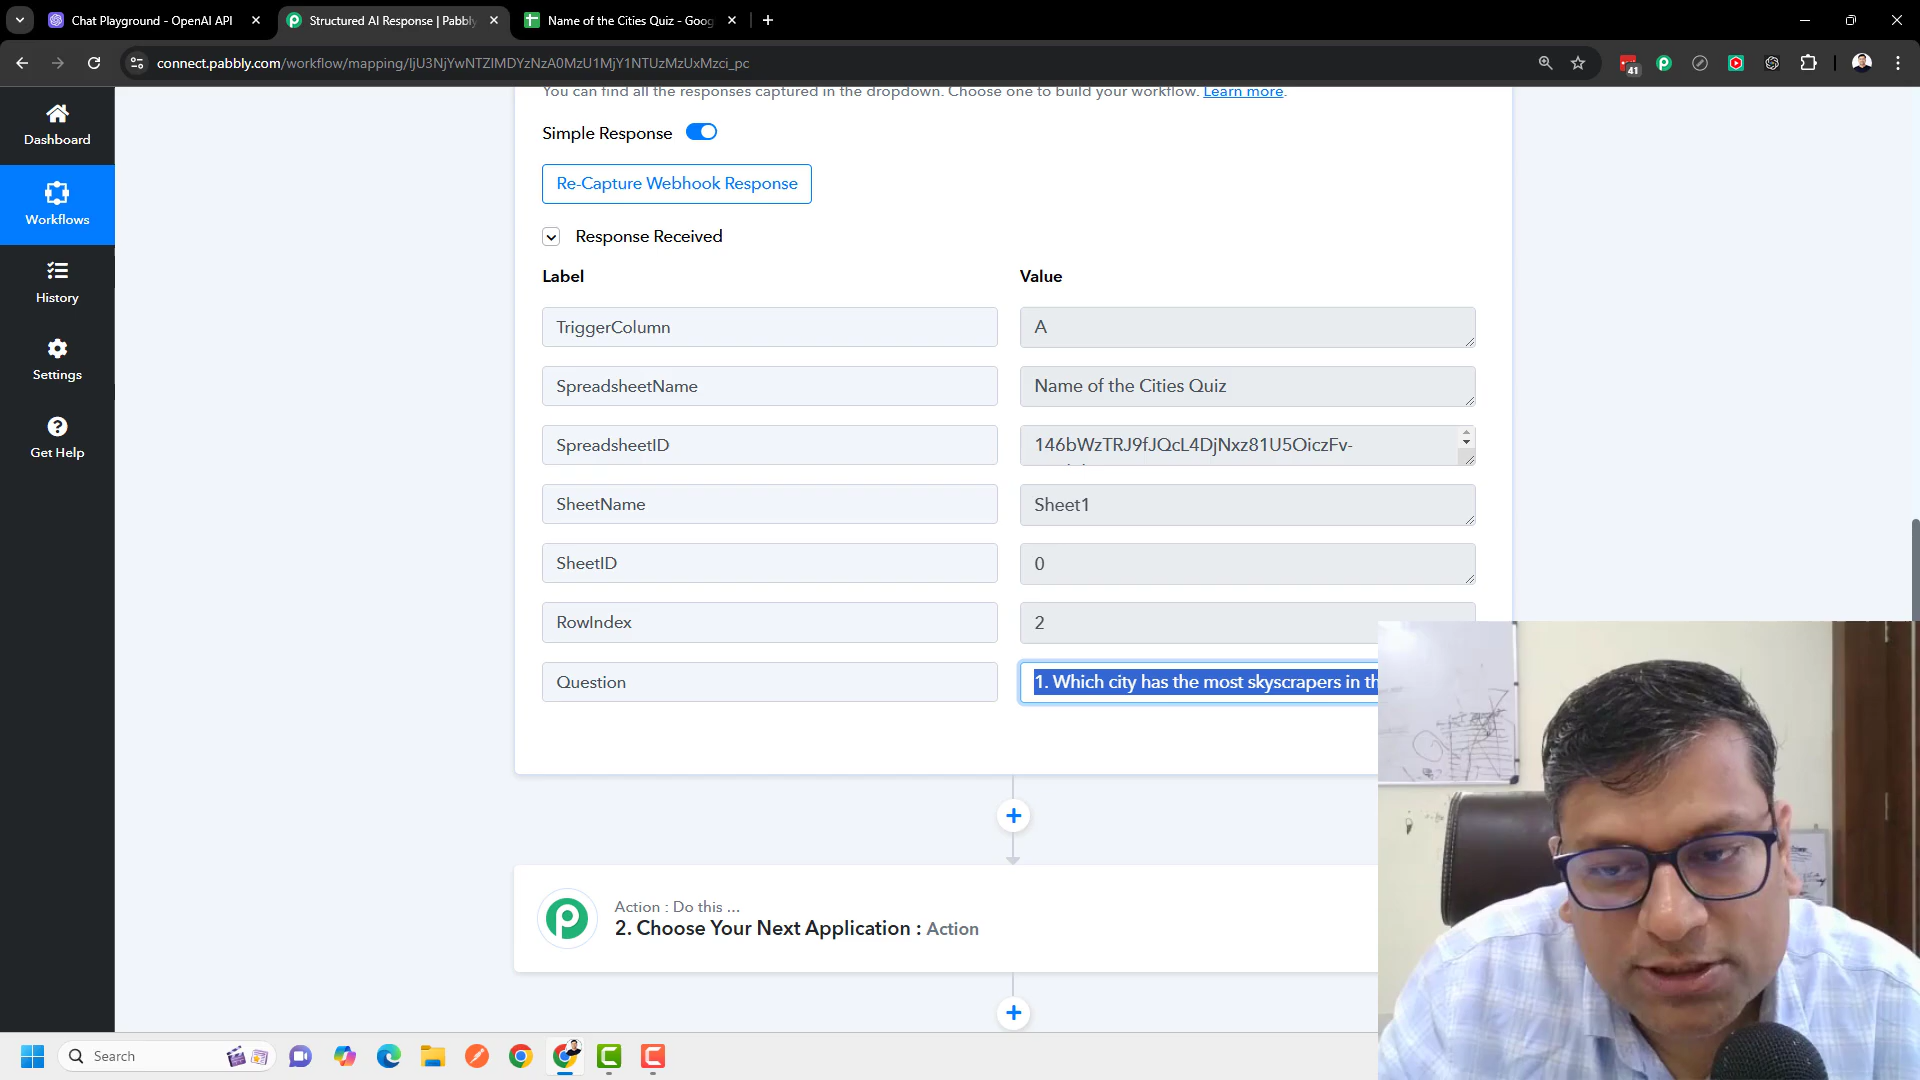 Chat Playground - OpenAI API
Structured AI Response | Pabbly
Name of the Cities Quiz - Goog
connect.pabbly.com/workflow/mapping/IjU3NjYwNTZlMDYzNzA0MzU1MjY1NTUzMzUxMzci_pc
41
Dashboard
Workflows
History
Settings
Get Help
You can find all the responses captured in the dropdown. Choose one to build your workflow. Learn more.
Simple Response
Re-Capture Webhook Response
Response Received
Label Value
TriggerColumn A
SpreadsheetName Name of the Cities Quiz
SpreadsheetID 146bWzTRJ9fJQcL4DjNxz81U5OiczFv-
SheetName Sheet1
SheetID 0
RowIndex 2
Question 1. Which city has the most skyscrapers in th
Action : Do this ...
2. Choose Your Next Application : Action
Search